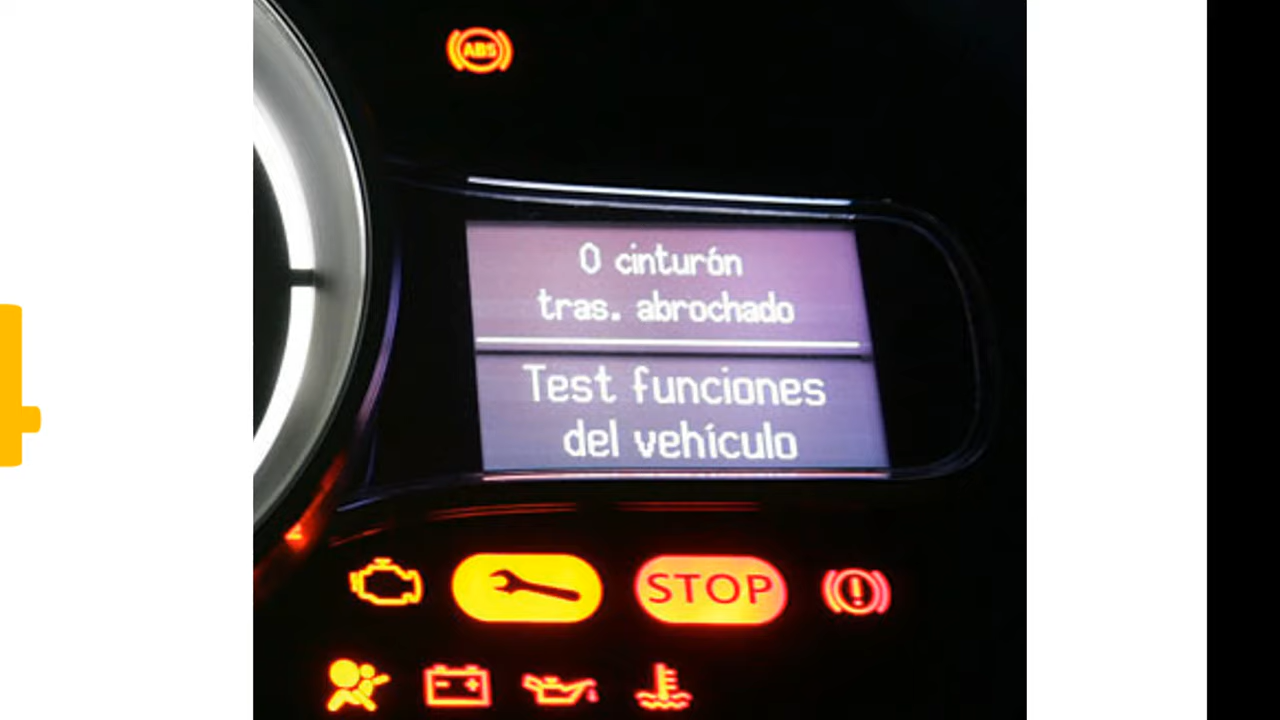 ABS
0 cinturón
tras. abrochado
Test funciones
del vehículo
STOP